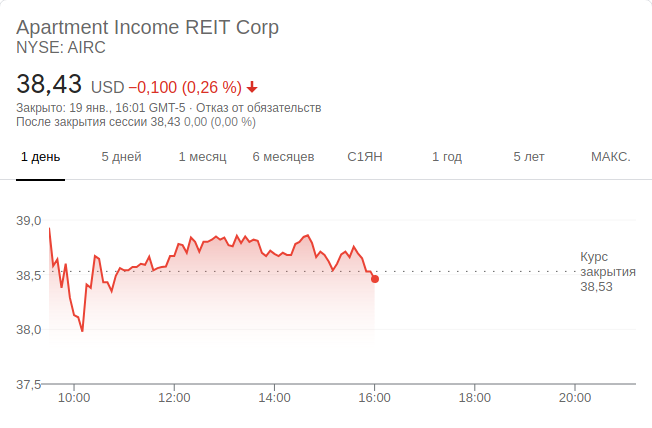 Apartment Income REIT Corp
NYSE: AIRC
38,43 USD −0,100 (0,26 %)
Закрыто: 19 янв., 16:01 GMT-5 · Отказ от обязательств
После закрытия сессии 38,43 0,00 (0,00 %)
1 день 5 дней 1 месяц 6 месяцев С1ЯН 1 год 5 лет МАКС.
39,0
38,5
38,0
37,5
Курс
закрытия
38,53
10:00 12:00 14:00 16:00 18:00 20:00